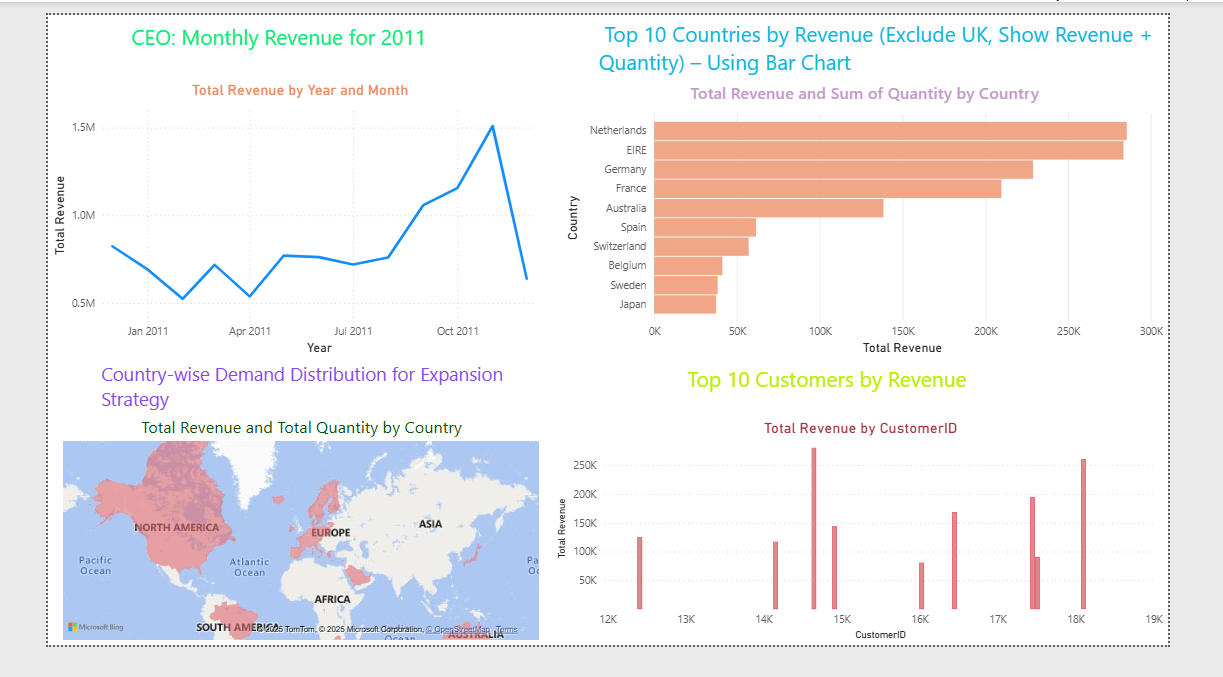 CEO: Monthly Revenue for 2011
Total Revenue by Year and Month
1.5M
1.0M
0.5M
Total Revenue
Jan 2011
Apr 2011
Jul 2011
Oct 2011
Year
Top 10 Countries by Revenue (Exclude UK, Show Revenue +
Quantity) – Using Bar Chart
Total Revenue and Sum of Quantity by Country
Country
Netherlands
EIRE
Germany
France
Australia
Spain
Switzerland
Belgium
Sweden
Japan
0K
50K
100K
150K
200K
250K
300K
Total Revenue
Country-wise Demand Distribution for Expansion
Strategy
Total Revenue and Total Quantity by Country
NORTH AMERICA
EUROPE
ASIA
Pacific
Ocean
Atlantic
Ocean
Pa
AFRICA
SOUTH AMERICA
AUSTRALIA
Ocean
Microsoft Bing
© 2025 TomTom, © 2025 Microsoft Corporation, © OpenStreetMap Terms
Top 10 Customers by Revenue
Total Revenue by CustomerID
Total Revenue
250K
200K
150K
100K
50K
12K
13K
14K
15K
16K
17K
18K
19K
CustomerID